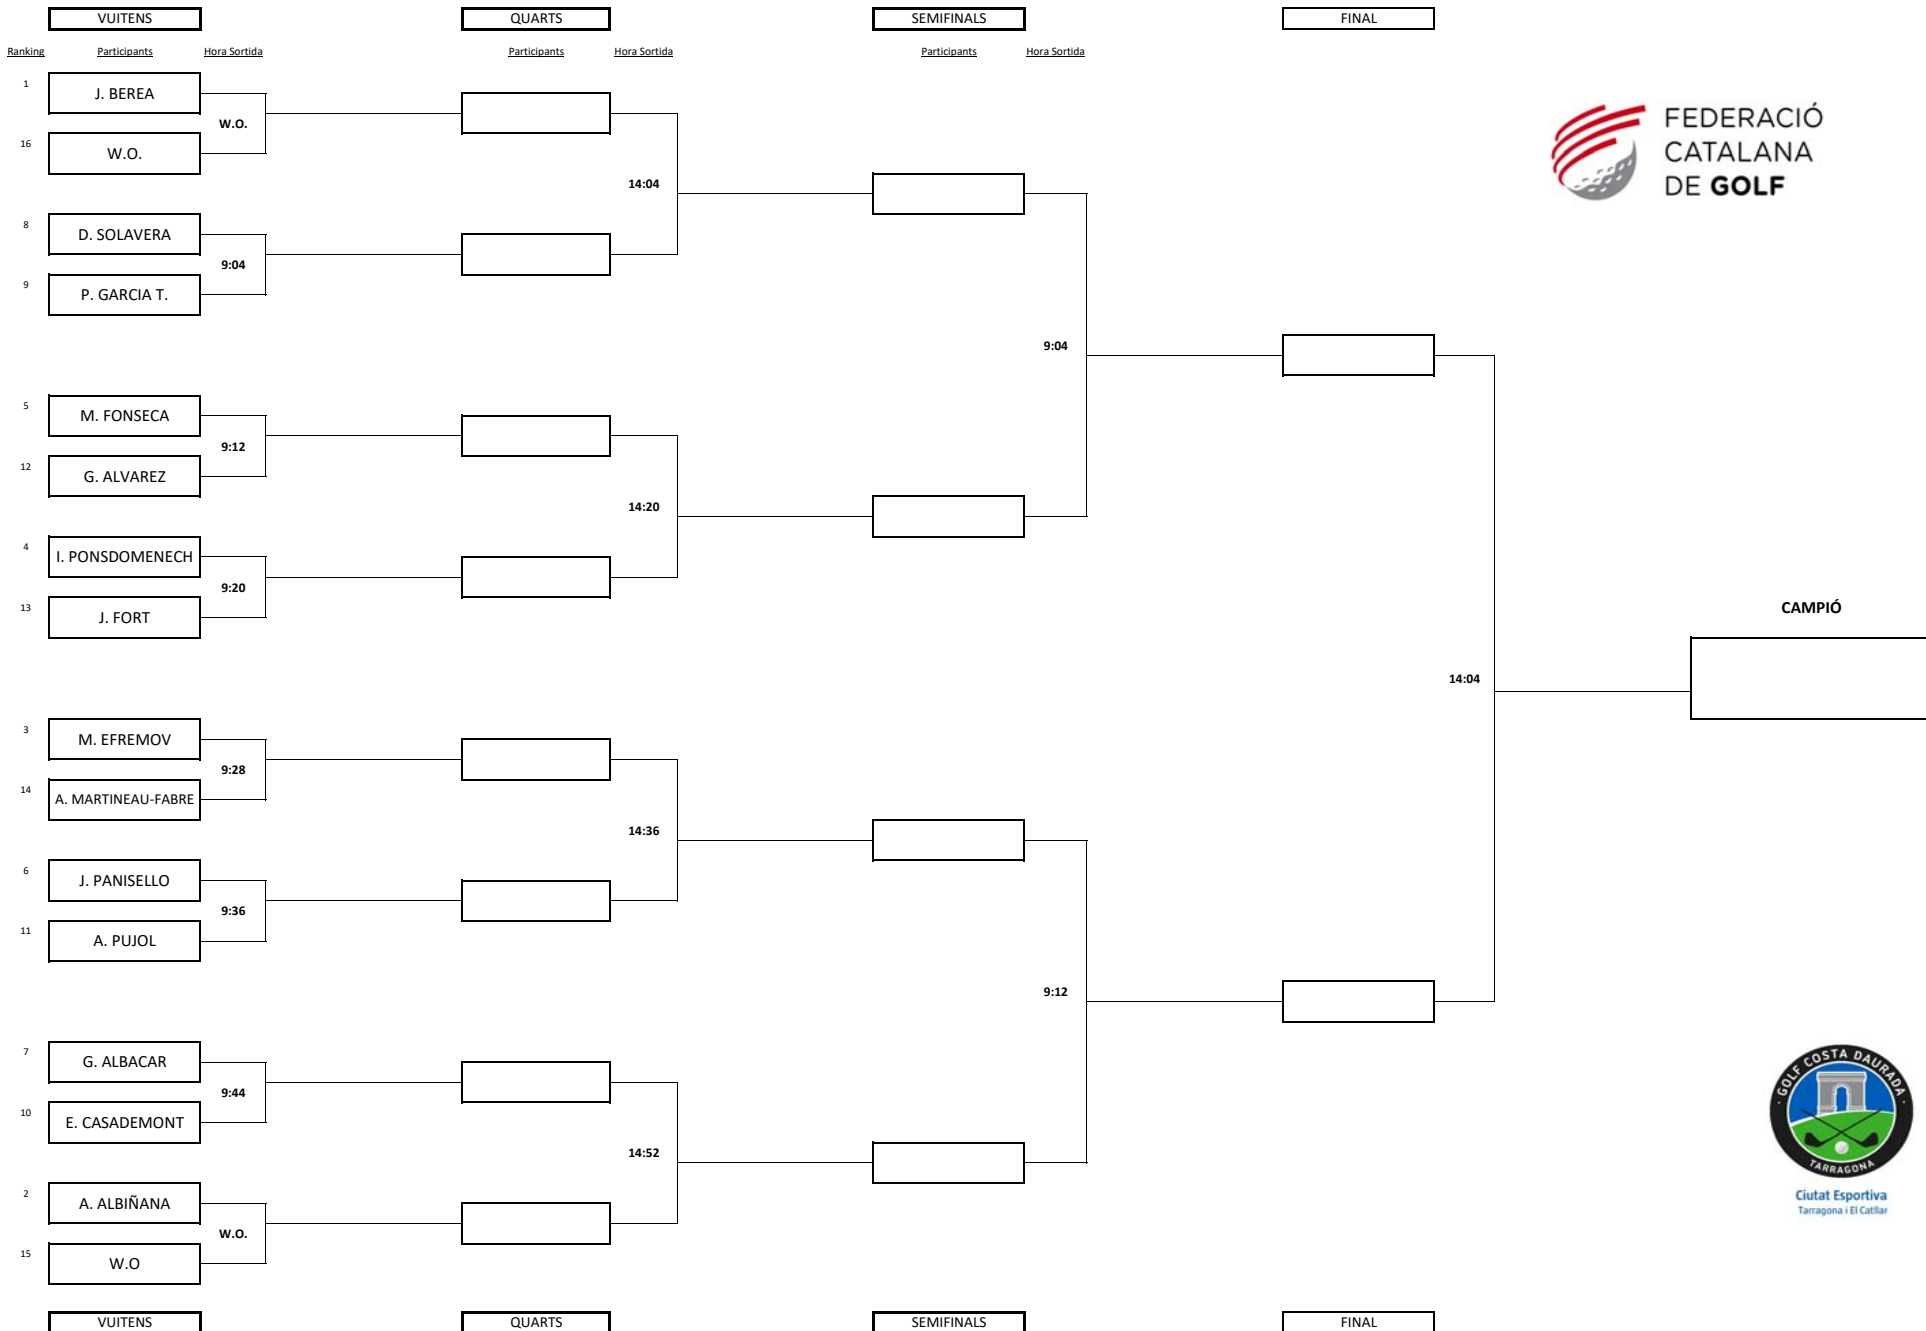 VUITENS QUARTS SEMIFINALS FINAL
Ranking Participants Hora Sortida Participants Hora Sortida Participants Hora Sortida
1 J. BEREA
W.O.
16 W.O.
14:04
8 D. SOLAVERA
9:04
9 P. GARCIA T.
9:04
5 M. FONSECA
9:12
12 G. ALVAREZ
14:20
4 I. PONSDOMENECH
9:20
13 J. FORT
FEDERACIÓ
CATALANA
DE GOLF
CAMPIÓ
14:04
3 M. EFREMOV
9:28
14 A. MARTINEAU-FABRE
14:36
6 J. PANISELLO
9:36
11 A. PUJOL
9:12
7 G. ALBACAR
9:44
10 E. CASADEMONT
14:52
2 A. ALBIÑANA
W.O.
15 W.O
· GOLF COSTA DAURADA ·
TARRAGONA
Ciutat Esportiva
Tarragona i El Catllar
VUITENS QUARTS SEMIFINALS FINAL